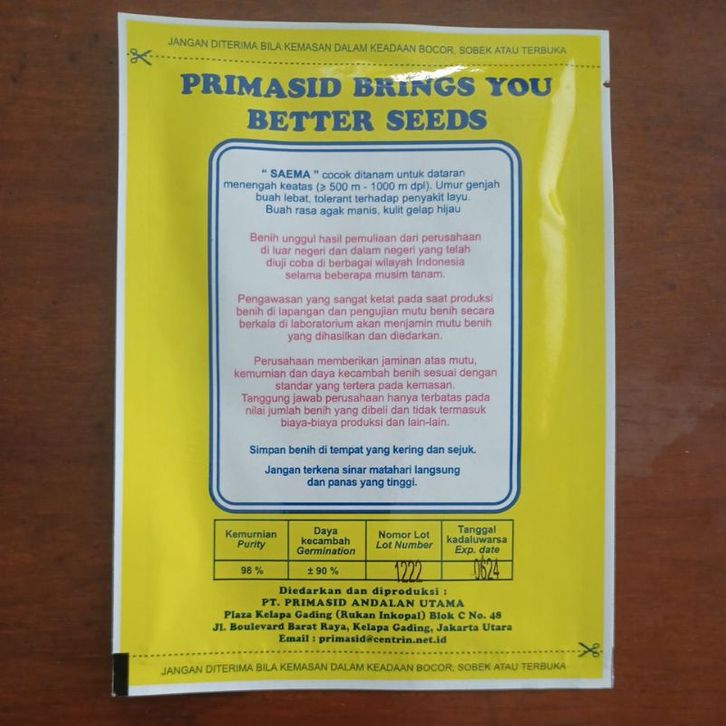 JANGAN DITERIMA BILA KEMASAN DALAM KEADAAN BOCOR, SOBEK ATAU TERBUKA
PRIMASID BRINGS YOU
BETTER SEEDS
" SAEMA " cocok ditanam untuk dataran
menengah keatas (≥ 500 m - 1000 m dpl). Umur genjah
buah lebat, tolerant terhadap penyakit layu.
Buah rasa agak manis, kulit gelap hijau
Benih unggul hasil pemuliaan dari perusahaan
di luar negeri dan dalam negeri yang telah
diuji coba di berbagai wilayah Indonesia
selama beberapa musim tanam.
Pengawasan yang sangat ketat pada saat produksi
benih di lapangan dan pengujian mutu benih secara
berkala di laboratorium akan menjamin mutu benih
yang dihasilkan dan diedarkan.
Perusahaan memberikan jaminan atas mutu,
kemurnian dan daya kecambah benih sesuai dengan
standar yang tertera pada kemasan.
Tanggung jawab perusahaan hanya terbatas pada
nilai jumlah benih yang dibeli dan tidak termasuk
biaya-biaya produksi dan lain-lain.
Simpan benih di tempat yang kering dan sejuk.
Jangan terkena sinar matahari langsung
dan panas yang tinggi.
Kemurnian Purity
Daya kecambah Germination
Nomor Lot Lot Number
Tanggal kadaluwarsa Exp. date
98 % ± 90 % 1222 0624
Diedarkan dan diproduksi :
PT. PRIMASID ANDALAN UTAMA
Plaza Kelapa Gading (Rukan Inkopal) Blok C No. 48
Jl. Boulevard Barat Raya, Kelapa Gading, Jakarta Utara
Email : primasid@centrin.net.id
JANGAN DITERIMA BILA KEMASAN DALAM KEADAAN BOCOR, SOBEK ATAU TERBUKA